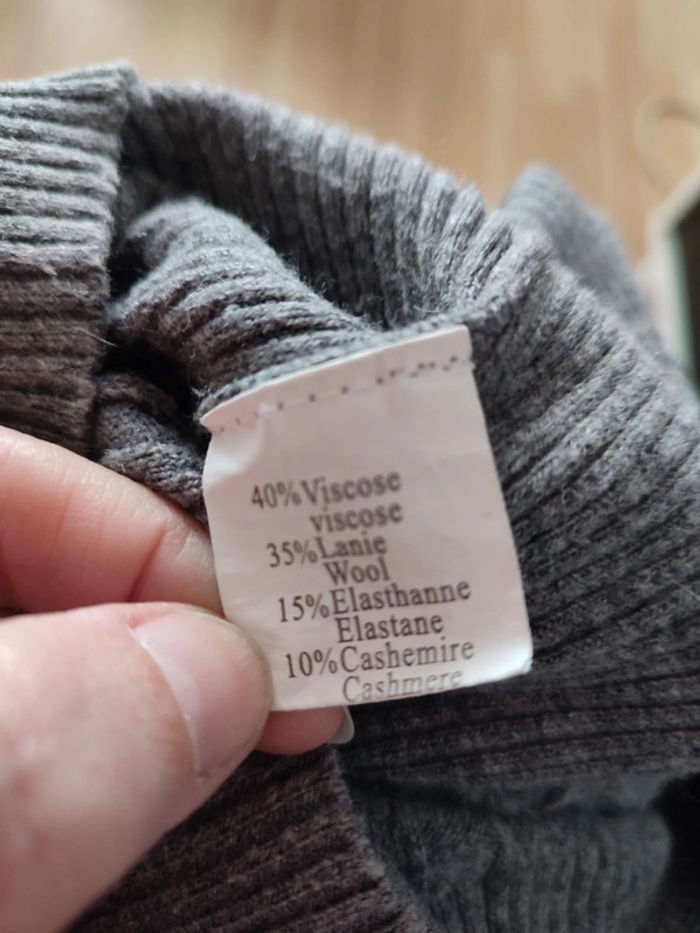 40%Viscose
viscose
35%Lanie
Wool
15%Elasthanne
Elastane
10%Cashemire
Cashmere